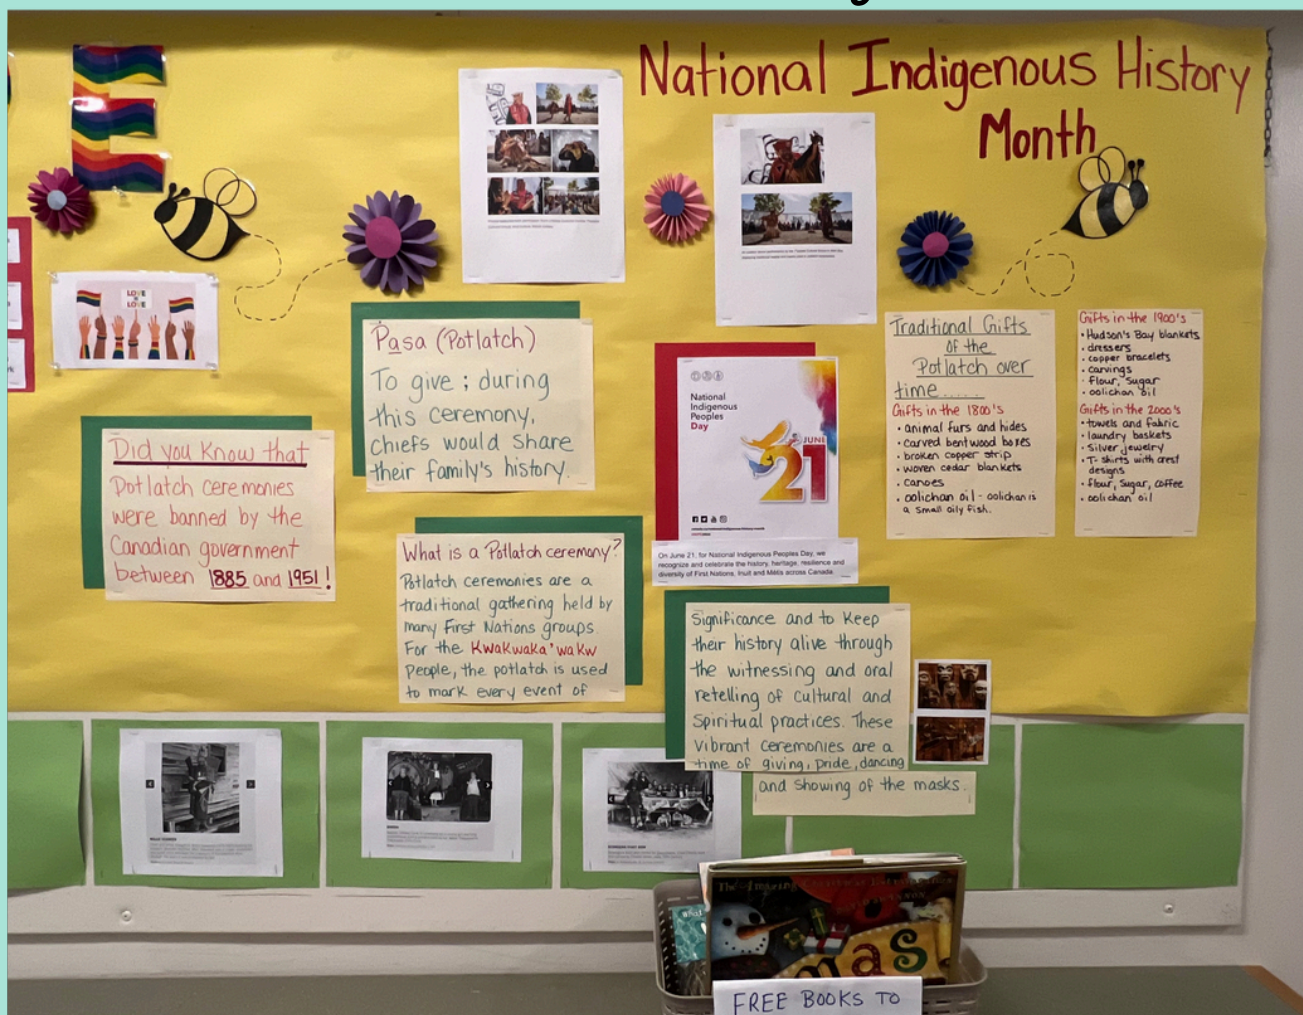 National Indigenous History
Month
E
LOVE
IS
LOVE
Pasa (Potlatch)
To give ; during
this ceremony,
chiefs would share
their family's history.
Did you know that
Potlatch ceremonies
were banned by the
Canadian government
between 1885 and 1951!
What is a Potlatch ceremony?
Potlatch ceremonies are a
traditional gathering held by
many First Nations groups.
For the Kwakwaka'wakw
People, the potlatch is used
to mark every event of
Significance and to keep
their history alive through
the witnessing and oral
retelling of cultural and
Spiritual practices. These
vibrant ceremonies are a
time of giving, pride, dancing
and showing of the masks.
National
Indigenous
Peoples
Day
JUNE
21
On June 21, for National Indigenous Peoples Day, we
recognize and celebrate the history, heritage, resilience and
diversity of First Nations, Inuit and Métis across Canada.
Traditional Gifts
of the
Potlatch over
time.....
Gifts in the 1800's
• animal furs and hides
• carved bentwood boxes
• broken copper strip
• woven cedar blankets
• canoes
• oolichan oil - oolichan is
a small oily fish.
Gifts in the 1900's
• Hudson's Bay blankets
• dressers
• copper bracelets
• carvings
• flour, sugar
• oolichan oil
Gifts in the 2000's
• towels and fabric
• laundry baskets
• silver jewelry
• T-shirts with crest
designs
• flour, sugar, coffee
• oolichan oil
The Amazing Christmas Extravaganza
DAVID SHANNON
What
mas
FREE BOOKS TO